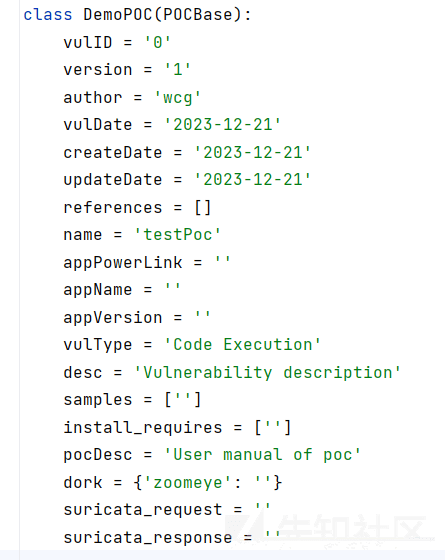 class DemoPOC(POCBase):
    vulID = '0'
    version = '1'
    author = 'wcg'
    vulDate = '2023-12-21'
    createDate = '2023-12-21'
    updateDate = '2023-12-21'
    references = []
    name = 'testPoc'
    appPowerLink = ''
    appName = ''
    appVersion = ''
    vulType = 'Code Execution'
    desc = 'Vulnerability description'
    samples = ['']
    install_requires = ['']
    pocDesc = 'User manual of poc'
    dork = {'zoomeye': ''}
    suricata_request = ''
    suricata_response = ''
先知社区